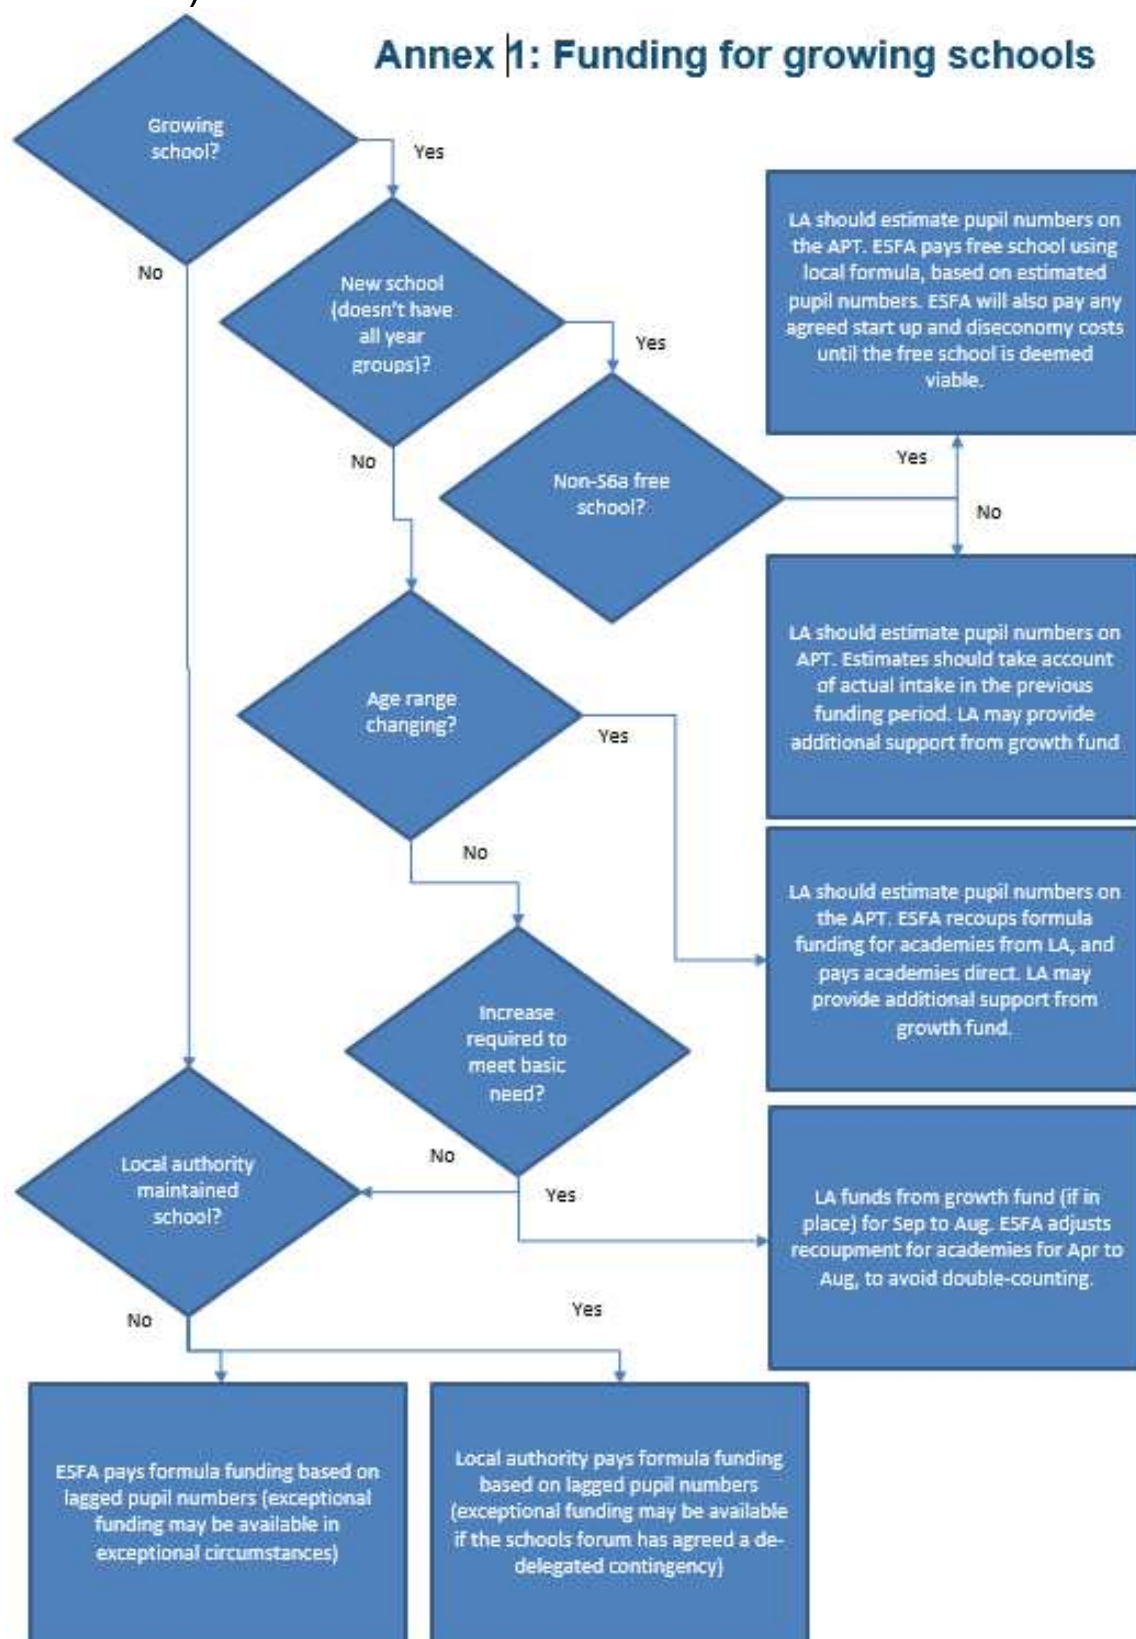 Annex 1: Funding for growing schools
Growing
school?
Yes
No
New school
(doesn't have
all year
groups)?
Yes
No
LA should estimate pupil numbers on
the APT. ESFA pays free school using
local formula, based on estimated
pupil numbers. ESFA will also pay any
agreed start up and diseconomy costs
until the free school is deemed
viable.
Non-S6a free
school?
Yes
No
LA should estimate pupil numbers on
APT. Estimates should take account
of actual intake in the previous
funding period. LA may provide
additional support from growth fund
Age range
changing?
Yes
No
LA should estimate pupil numbers on
the APT. ESFA recoups formula
funding for academies from LA, and
pays academies direct. LA may
provide additional support from
growth fund.
Increase
required to
meet basic
need?
No
Yes
LA funds from growth fund (if in
place) for Sep to Aug. ESFA adjusts
recoupment for academies for Apr to
Aug, to avoid double-counting.
Local authority
maintained
school?
No
Yes
ESFA pays formula funding based on
lagged pupil numbers (exceptional
funding may be available in
exceptional circumstances)
Local authority pays formula funding
based on lagged pupil numbers
(exceptional funding may be available
if the schools forum has agreed a de-
delegated contingency)